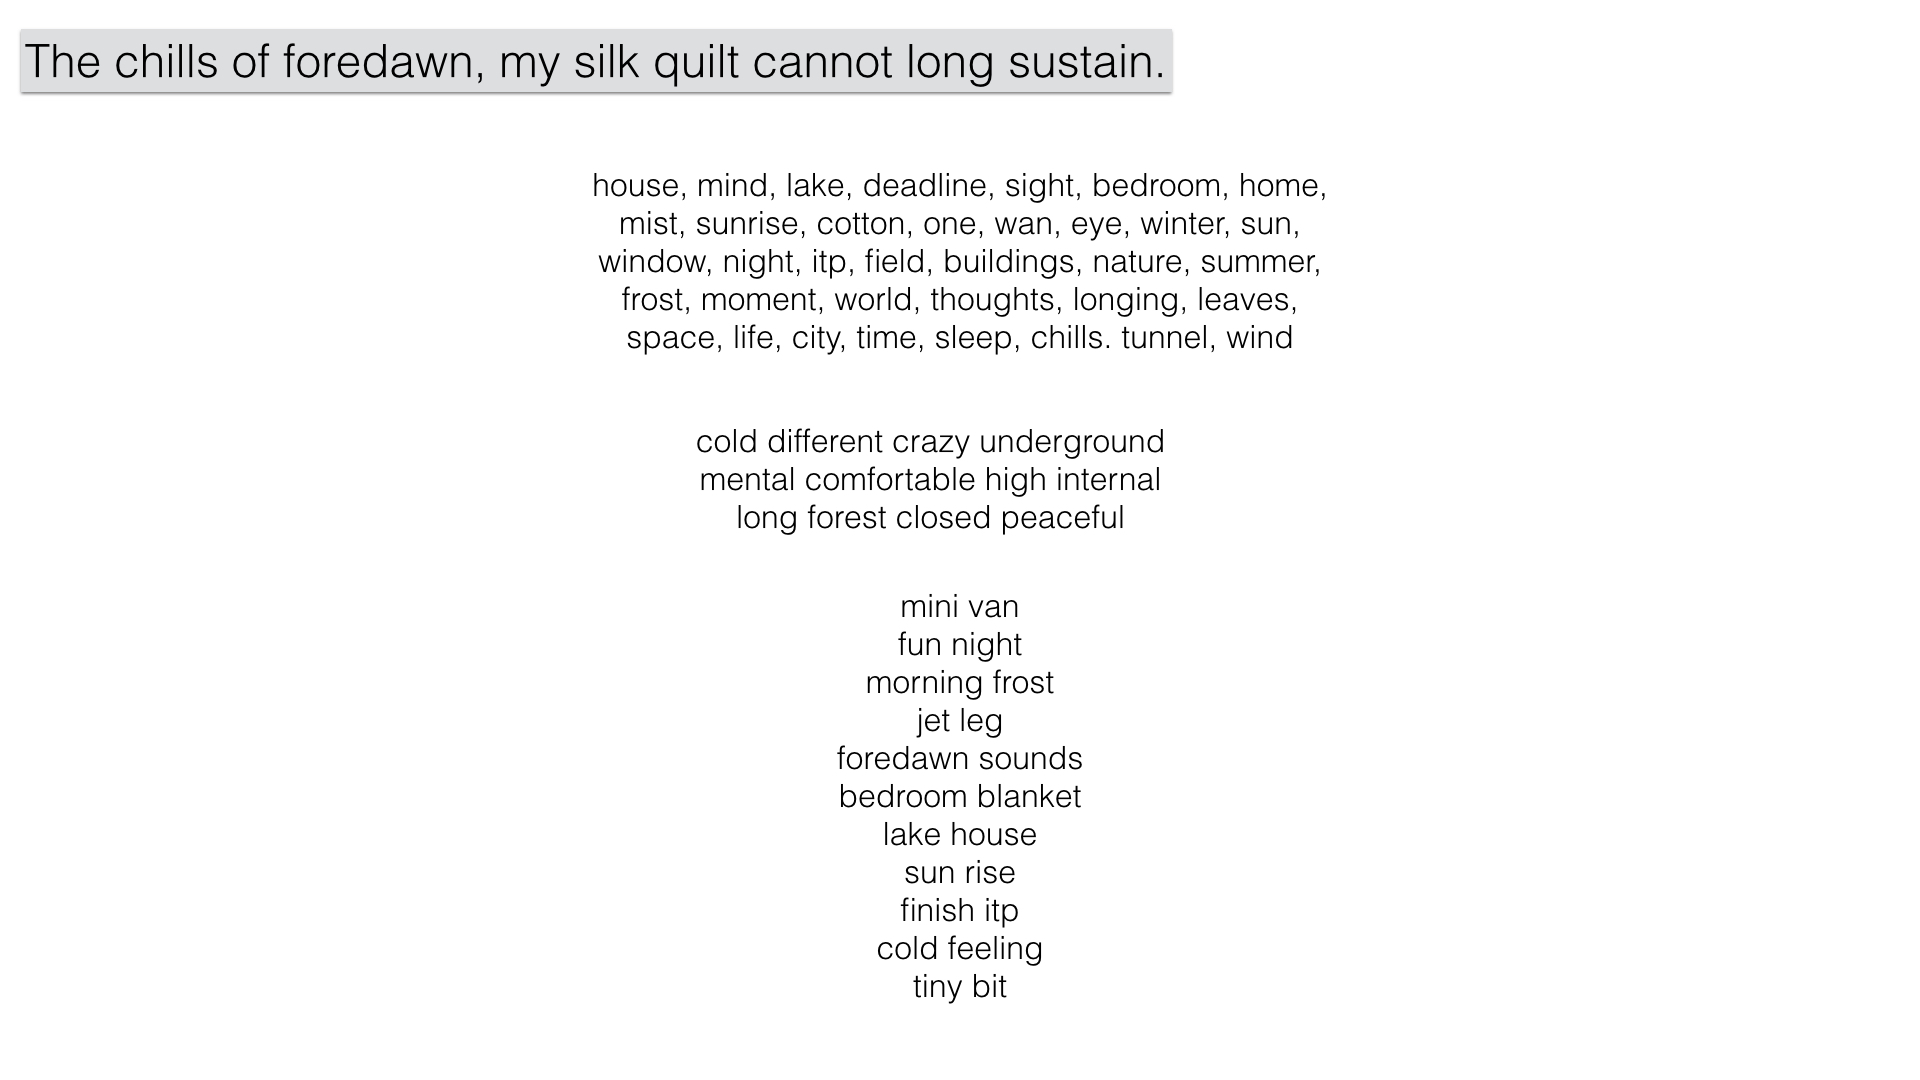 The chills of foredawn, my silk quilt cannot long sustain.
house, mind, lake, deadline, sight, bedroom, home,
mist, sunrise, cotton, one, wan, eye, winter, sun,
window, night, itp, field, buildings, nature, summer,
frost, moment, world, thoughts, longing, leaves,
space, life, city, time, sleep, chills. tunnel, wind
cold different crazy underground
mental comfortable high internal
long forest closed peaceful
mini van
fun night
morning frost
jet leg
foredawn sounds
bedroom blanket
lake house
sun rise
finish itp
cold feeling
tiny bit